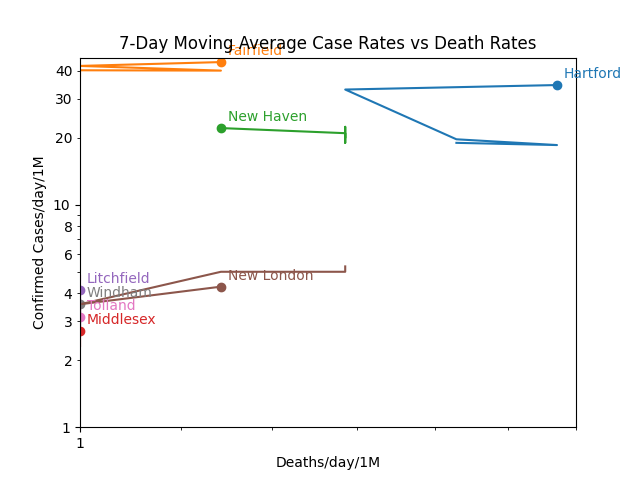 7-Day Moving Average Case Rates vs Death Rates
Fairfield
Hartford
New Haven
Litchfield
Windham
Tolland
Middlesex
New London
40
30
20
10
8
6
4
3
2
1
1
Confirmed Cases/day/1M
Deaths/day/1M